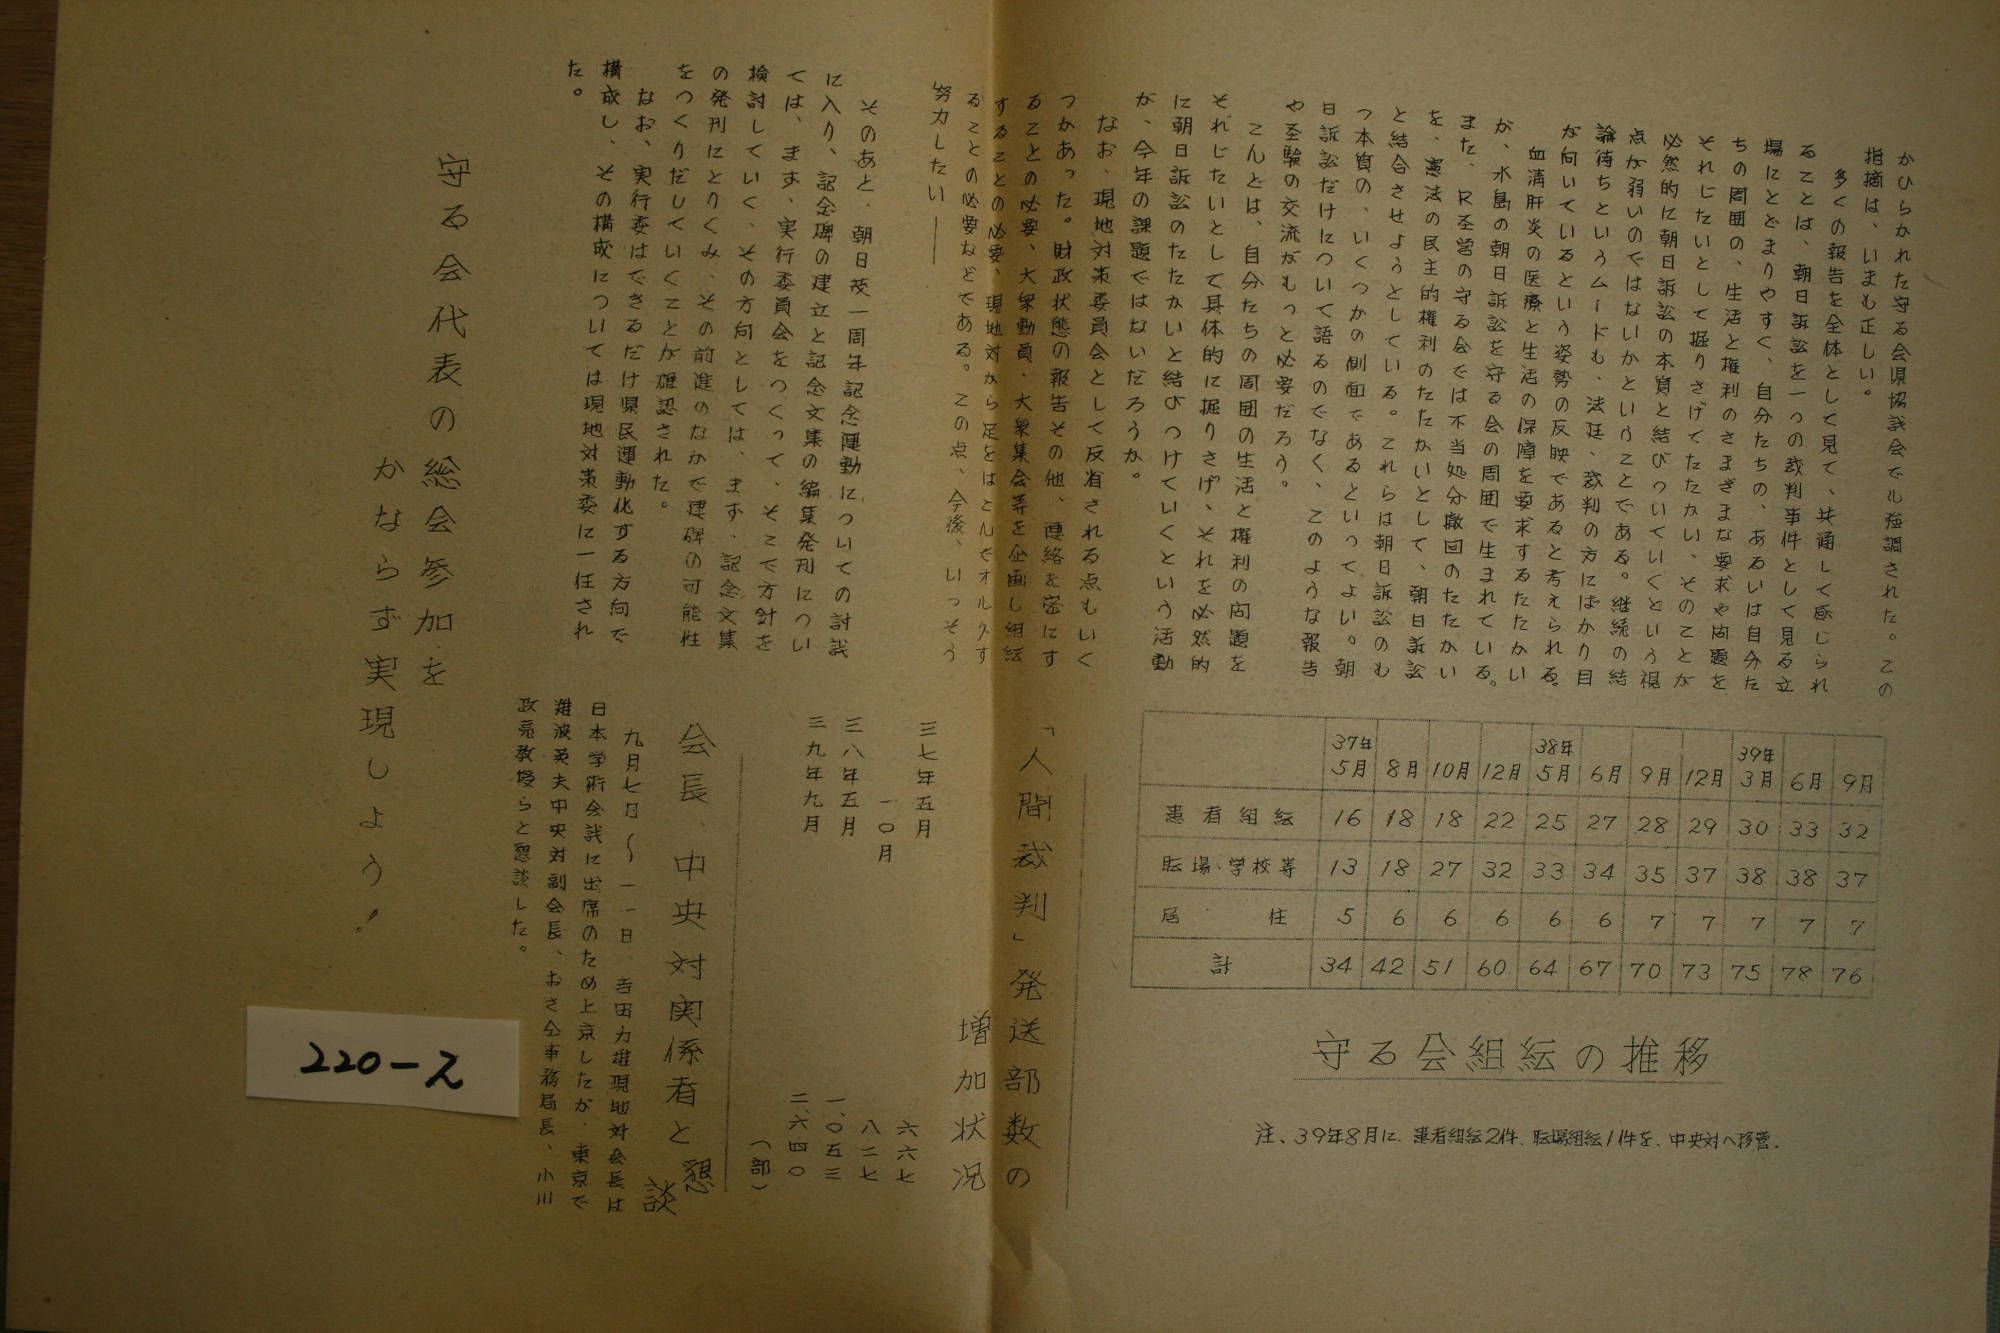 かひらかれた守る会県協議会でも強調された。この
指摘は、いまも正しい。
多くの報告を全体として見て、共通して感じられ
ることは、朝日訴訟を一つの裁判事件として見る立
場にとどまりやすく、自分たちの、あるいは自分た
ちの周囲の、生活と権利のさまざまな要求や問題を
それじたいとして掘りさげてたたかい、そのことが
必然的に朝日訴訟の本質と結びついていくという視
点が弱いのではないかということである。継続の結
論待ちというムードも、法廷、裁判の方にばかり目
が向いているという姿勢の反映であると考えられる。
血清肝炎の医療と生活の保障を要求するたたかい
が、水島の朝日訴訟を守る会の周囲で生まれている。
また、R圣営の守る会では不当処分撤回のたたかい
を、憲法の民主的権利のたたかいとして、朝日訴訟
と結合させようとしている。これらは朝日訴訟のも
つ本質の、いくつかの側面であるといってよい。朝
日訴訟だけについて語るのでなく、このような報告
や圣験の交流がもっと必要だろう。
こんどは、自分たちの周囲の生活と権利の問題を
それじたいとして具体的に掘りさげ、それを必然的
に朝日訴訟のたたかいと結びつけていくという活動
が、今年の課題ではないだろうか。
なお、現地対策委員会として反省される点もいく
つかあった。財政状態の報告その他、連絡を密にす
ることの必要、大衆動員、大衆集会等を企画し組紜
することの必要、現地対から足をはこんでオルグす
ることの必要などである。この点、今後、いっそう
努力したい──
そのあと、朝日茂一周年記念運動についての討議
に入り、記念碑の建立と記念文集の編集発刊につい
ては、まず、実行委員会をつくって、そこで方針を
検討していく、その方向としては、まず、記念文集
の発刊にとりくみ、その前進のなかで建碑の可能性
をつくりだしていくことが確認された。
なお、実行委はできるだけ県民運動化する方向で
構成し、その構成については現地対策委に一任され
た。
守る会代表の総会参加を
かならず実現しよう!
37年5月 8月 10月 12月 38年5月 6月 9月 12月 39年3月 6月 9月
患者組紜 16 18 18 22 25 27 28 29 30 33 32
職場、学校等 13 18 27 32 33 34 35 37 38 38 37
居住 5 6 6 6 6 6 7 7 7 7 7
計 34 42 51 60 64 67 70 73 75 78 76
守る会組紜の推移
注、39年8月に、患者組紜2件、職場組紜1件を、中央対へ移管.
「人間裁判」発送部数の
増加状況
三七年五月 六六七
一〇月 八二七
三八年五月 一、〇五三
三九年九月 二、六四〇
(部)
会長、中央対関係者と懇談
九月七日~一一日 吉田力雄現地対会長は
日本学術会議に出席のため上京したが、東京で
難波英夫中央対副会長、おさ仝事務局長、小川
政亮教授らと懇談した。
220-え